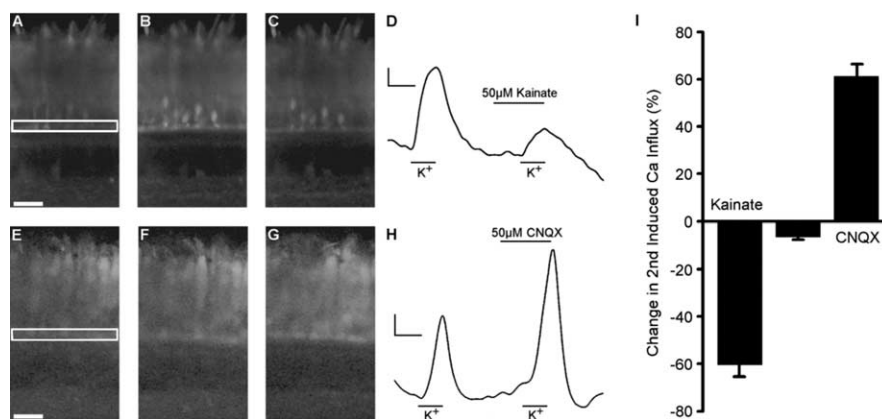 A
B
C
D
50µM Kainate
K+
K+
E
F
G
H
50µM CNQX
K+
K+
I
Change in 2nd Induced Ca Influx (%)
80
60
40
20
0
-20
-40
-60
-80
Kainate
CNQX